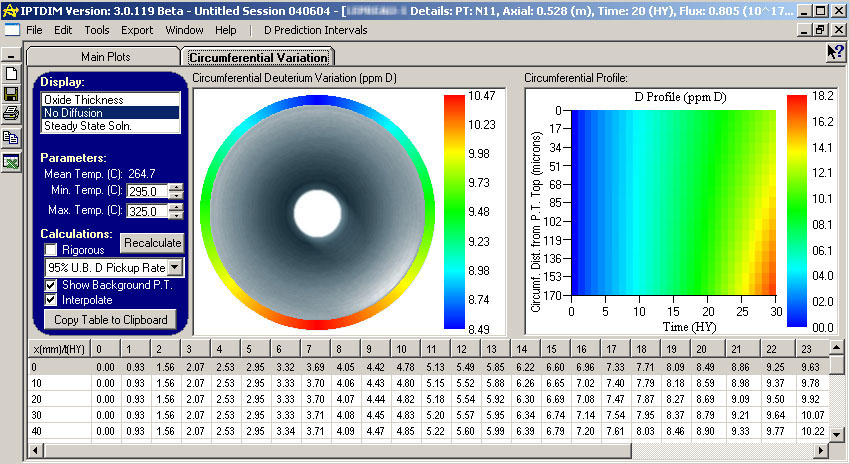 IPTDIM Version: 3.0.119 Beta - Untitled Session 040604 - [ Details: PT: N11, Axial: 0.528 (m), Time: 20 (HY), Flux: 0.805 (10^17...
File Edit Tools Export Window Help D Prediction Intervals
Main Plots Circumferential Variation
Display:
Oxide Thickness
No Diffusion
Steady State Soln.
Parameters:
Mean Temp. (C): 264.7
Min. Temp. (C): 295.0
Max. Temp. (C): 325.0
Calculations:
Rigorous Recalculate
95% U.B. D Pickup Rate
Show Background P.T.
Interpolate
Copy Table to Clipboard
Circumferential Deuterium Variation (ppm D)
10.47
10.23
9.98
9.73
9.48
9.23
8.98
8.74
8.49
Circumferential Profile:
D Profile (ppm D)
Circumf. Dist. from P.T. Top (microns)
0
17
34
51
68
85
102
119
136
153
170
0 5 10 15 20 25 30
Time (HY)
18.2
16.2
14.2
12.1
10.1
08.1
06.1
04.0
02.0
00.0
x(mm)/t(HY) 0 1 2 3 4 5 6 7 8 9 10 11 12 13 14 15 16 17 18 19 20 21 22 23
0 0.00 0.93 1.56 2.07 2.53 2.95 3.32 3.69 4.05 4.42 4.78 5.13 5.49 5.85 6.22 6.60 6.96 7.33 7.71 8.09 8.49 8.86 9.25 9.63
10 0.00 0.93 1.56 2.07 2.53 2.95 3.33 3.70 4.06 4.43 4.80 5.15 5.52 5.88 6.26 6.65 7.02 7.40 7.79 8.18 8.59 8.98 9.37 9.78
20 0.00 0.93 1.56 2.07 2.53 2.95 3.33 3.70 4.07 4.44 4.82 5.18 5.54 5.92 6.30 6.69 7.08 7.47 7.87 8.27 8.69 9.09 9.50 9.92
30 0.00 0.93 1.56 2.07 2.53 2.95 3.33 3.71 4.08 4.45 4.83 5.20 5.57 5.95 6.34 6.74 7.14 7.54 7.95 8.37 8.79 9.21 9.64 10.07
40 0.00 0.93 1.56 2.07 2.53 2.95 3.34 3.71 4.09 4.47 4.85 5.22 5.60 5.99 6.39 6.79 7.20 7.61 8.03 8.46 8.90 9.33 9.77 10.22